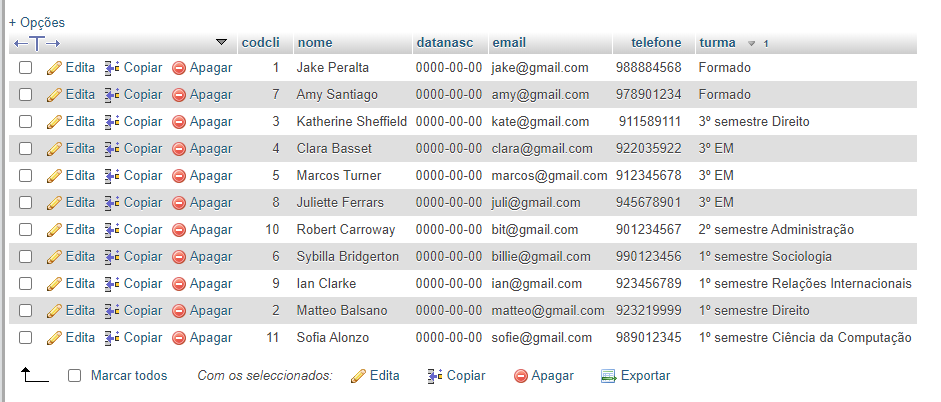 + Opções
codcli nome datanasc email telefone turma 1
Edita Copiar Apagar 1 Jake Peralta 0000-00-00 jake@gmail.com 988884568 Formado
Edita Copiar Apagar 7 Amy Santiago 0000-00-00 amy@gmail.com 978901234 Formado
Edita Copiar Apagar 3 Katherine Sheffield 0000-00-00 kate@gmail.com 911589111 3º semestre Direito
Edita Copiar Apagar 4 Clara Basset 0000-00-00 clara@gmail.com 922035922 3º EM
Edita Copiar Apagar 5 Marcos Turner 0000-00-00 marcos@gmail.com 912345678 3º EM
Edita Copiar Apagar 8 Juliette Ferrars 0000-00-00 juli@gmail.com 945678901 3º EM
Edita Copiar Apagar 10 Robert Carroway 0000-00-00 bit@gmail.com 901234567 2º semestre Administração
Edita Copiar Apagar 6 Sybilla Bridgerton 0000-00-00 billie@gmail.com 990123456 1º semestre Sociologia
Edita Copiar Apagar 9 Ian Clarke 0000-00-00 ian@gmail.com 923456789 1º semestre Relações Internacionais
Edita Copiar Apagar 2 Matteo Balsano 0000-00-00 matteo@gmail.com 923219999 1º semestre Direito
Edita Copiar Apagar 11 Sofia Alonzo 0000-00-00 sofie@gmail.com 989012345 1º semestre Ciência da Computação
Marcar todos Com os seleccionados: Edita Copiar Apagar Exportar